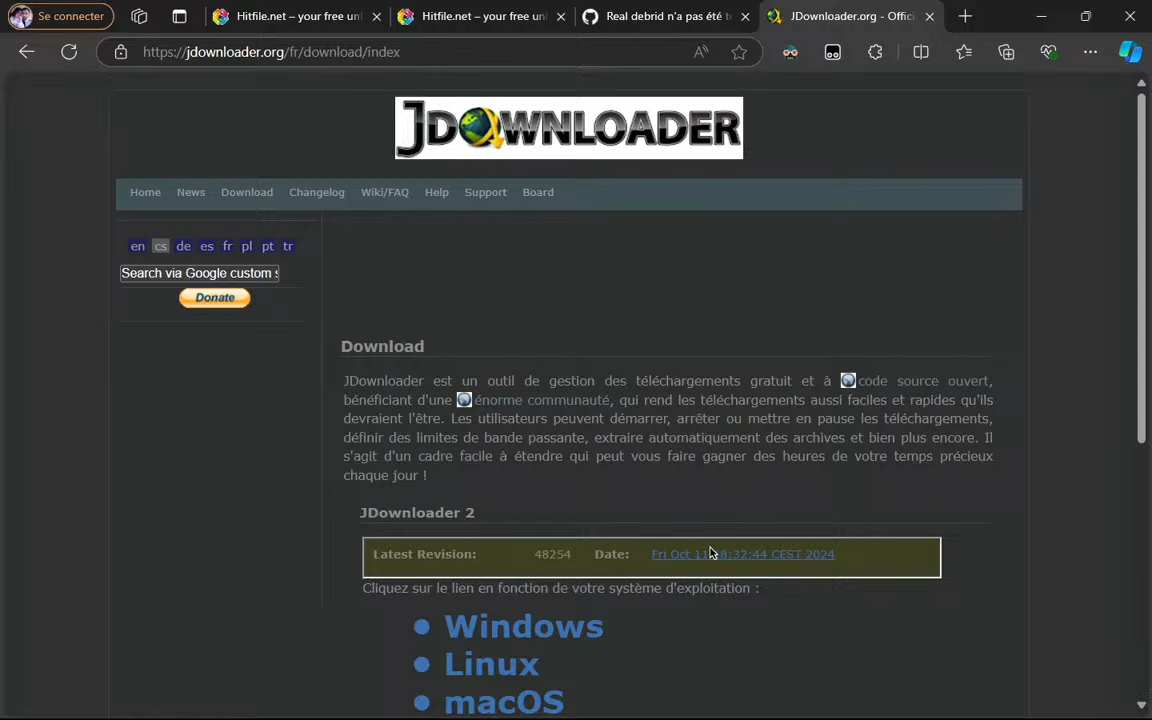 Se connecter
Hitfile.net – your free un
Hitfile.net – your free un
Real debrid n'a pas été t
JDownloader.org - Offici
https://jdownloader.org/fr/download/index
JDOWNLOADER
Home News Download Changelog Wiki/FAQ Help Support Board
en cs de es fr pl pt tr
Search via Google custom s
Donate
Download
JDownloader est un outil de gestion des téléchargements gratuit et à code source ouvert,
bénéficiant d'une énorme communauté, qui rend les téléchargements aussi faciles et rapides qu'ils
devraient l'être. Les utilisateurs peuvent démarrer, arrêter ou mettre en pause les téléchargements,
définir des limites de bande passante, extraire automatiquement des archives et bien plus encore. Il
s'agit d'un cadre facile à étendre qui peut vous faire gagner des heures de votre temps précieux
chaque jour !
JDownloader 2
Latest Revision: 48254 Date: Fri Oct 11 8:32:44 CEST 2024
Cliquez sur le lien en fonction de votre système d'exploitation :
Windows
Linux
macOS